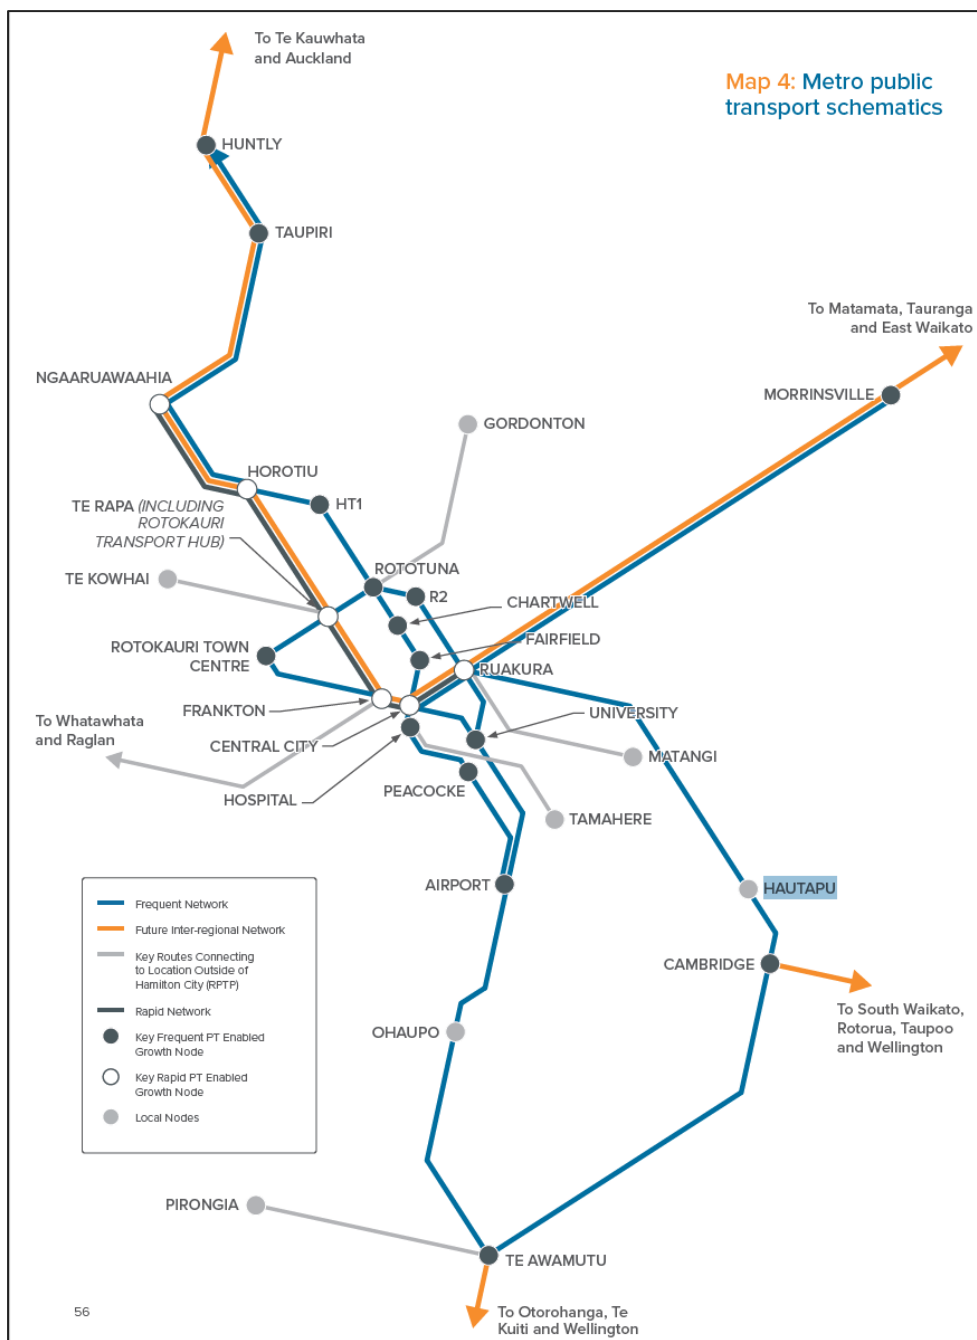 To Te Kauwhata
and Auckland
Map 4: Metro public
transport schematics
HUNTLY
TAUPIRI
To Matamata, Tauranga
and East Waikato
NGAARUAWAAHIA
MORRINSVILLE
GORDONTON
HOROTIU
TE RAPA (INCLUDING
ROTOKAURI
TRANSPORT HUB)
HT1
ROTOTUNA
TE KOWHAI
R2
CHARTWELL
FAIRFIELD
ROTOKAURI TOWN
CENTRE
RUAKURA
FRANKTON
UNIVERSITY
To Whatawhata
and Raglan
CENTRAL CITY
MATANGI
PEACOCKE
HOSPITAL
TAMAHERE
AIRPORT
HAUTAPU
Frequent Network
Future Inter-regional Network
Key Routes Connecting
to Location Outside of
Hamilton City (RPTP)
Rapid Network
Key Frequent PT Enabled
Growth Node
Key Rapid PT Enabled
Growth Node
Local Nodes
CAMBRIDGE
To South Waikato,
Rotorua, Taupoo
and Wellington
OHAUPO
PIRONGIA
TE AWAMUTU
56
To Otorohanga, Te
Kuiti and Wellington